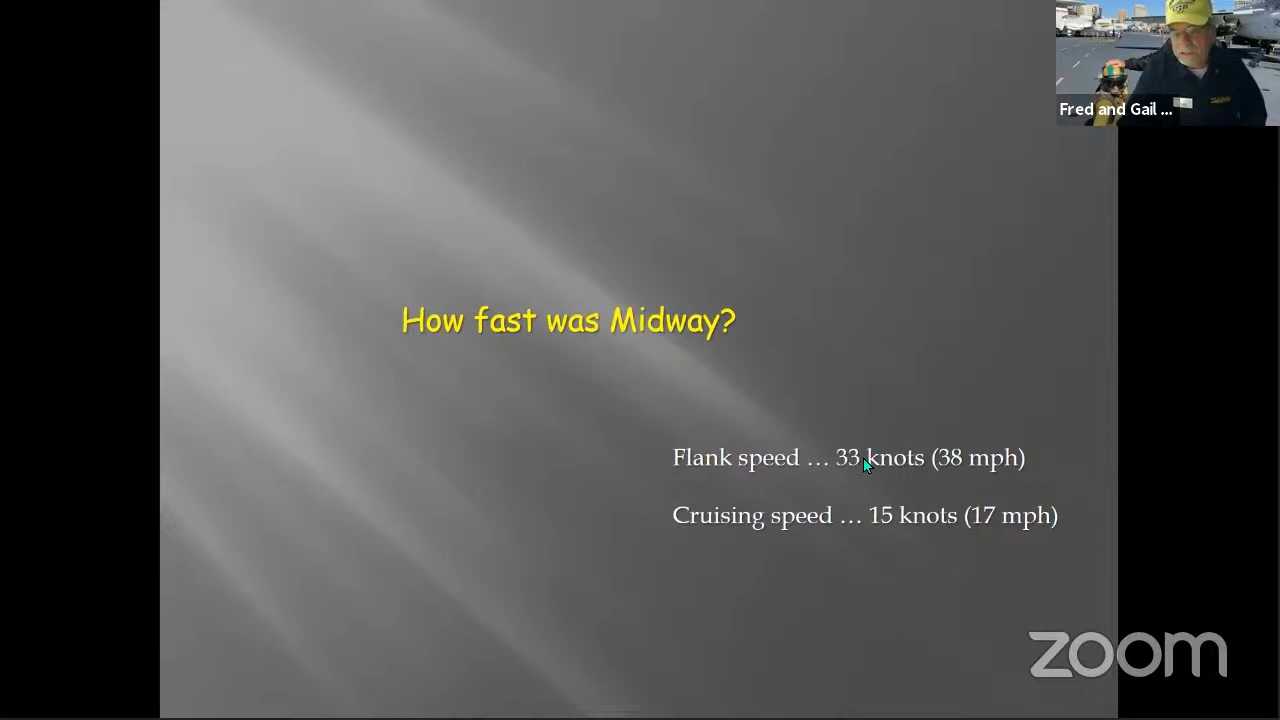 Fred and Gail ...
How fast was Midway?
Flank speed … 33 knots (38 mph)
Cruising speed … 15 knots (17 mph)
zoom